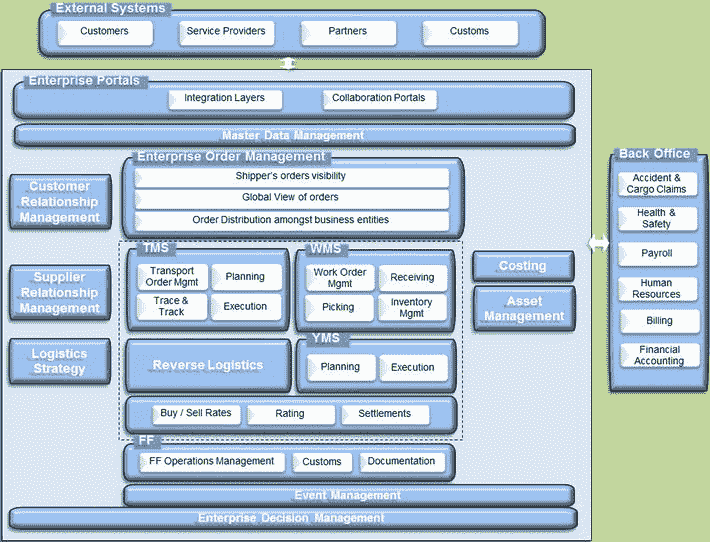 External Systems
Customers
Service Providers
Partners
Customs
Enterprise Portals
Integration Layers
Collaboration Portals
Master Data Management
Enterprise Order Management
Shipper's orders visibility
Global View of orders
Order Distribution amongst business entities
Customer
Relationship
Management
Supplier
Relationship
Management
Logistics
Strategy
TMS
Transport
Order Mgmt
Planning
Trace &
Track
Execution
WMS
Work Order
Mgmt
Receiving
Picking
Inventory
Mgmt
Costing
Asset
Management
Reverse Logistics
YMS
Planning
Execution
Buy / Sell Rates
Rating
Settlements
FF
FF Operations Management
Customs
Documentation
Event Management
Enterprise Decision Management
Back Office
Accident &
Cargo Claims
Health &
Safety
Payroll
Human
Resources
Billing
Financial
Accounting